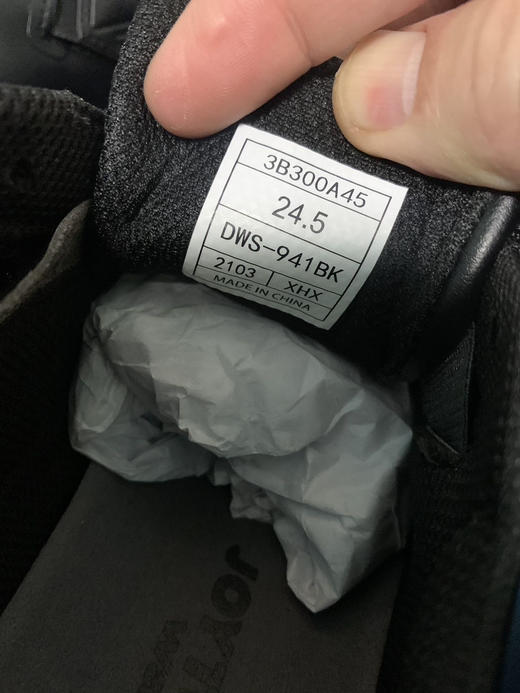 3B300A45
24.5
DWS-941BK
2103 XHX
MADE IN CHINA